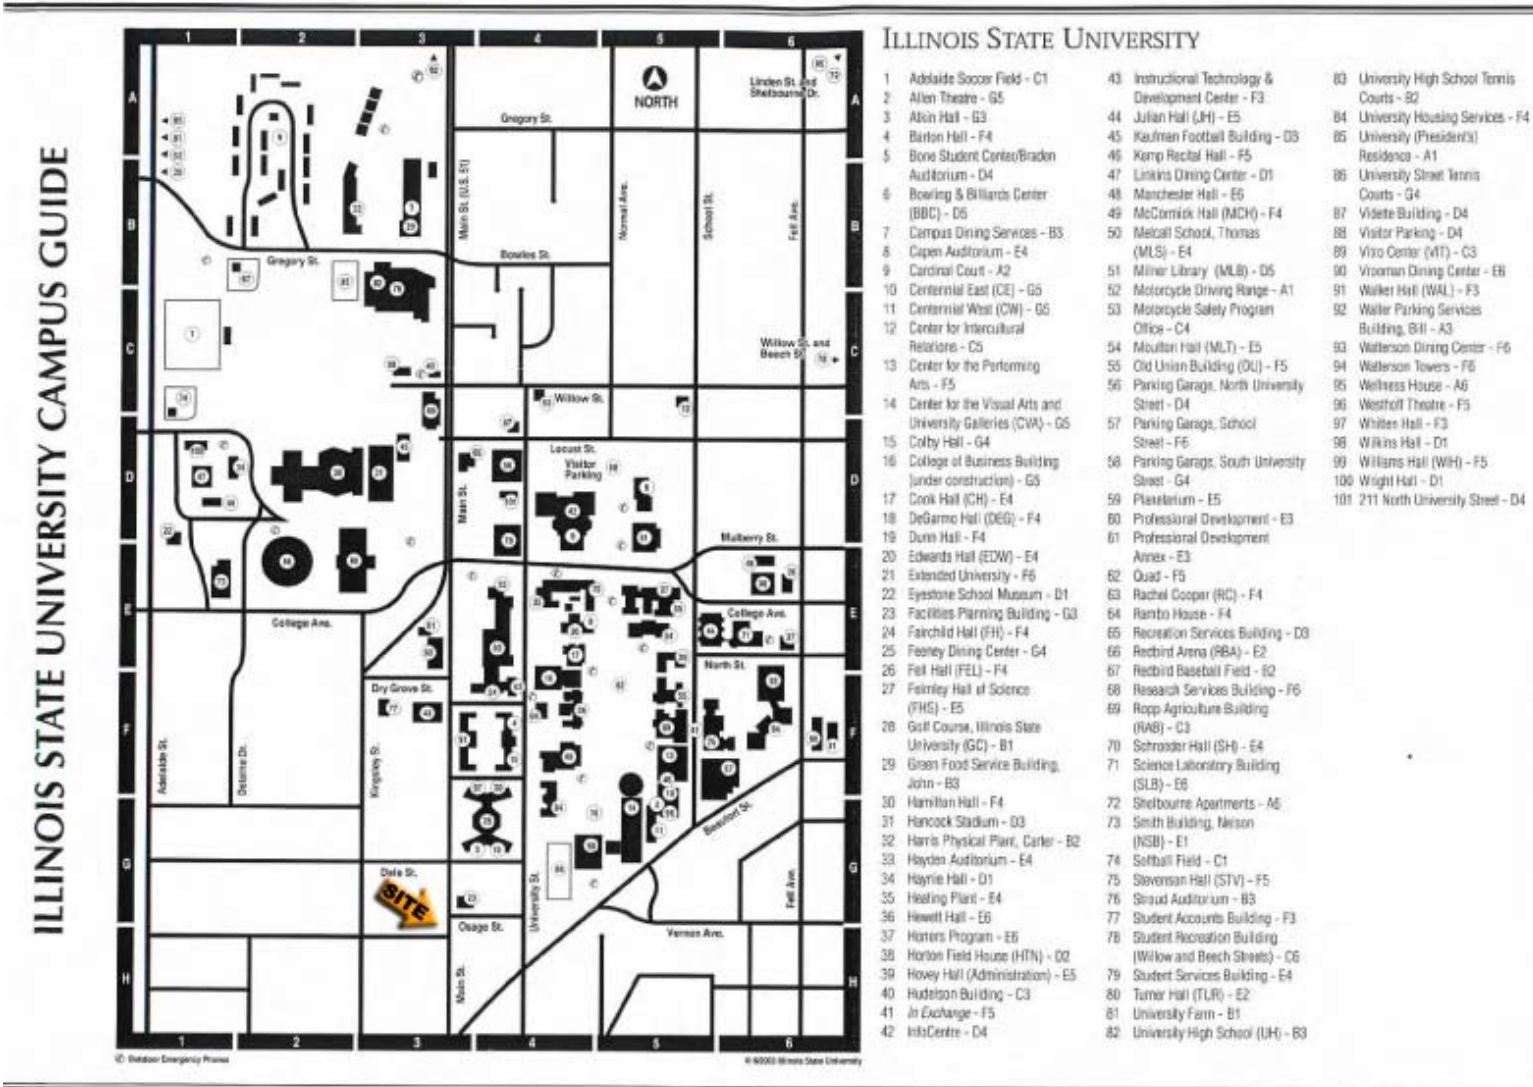 ILLINOIS STATE UNIVERSITY CAMPUS GUIDE
ILLINOIS STATE UNIVERSITY
1 2 3 4 5 6
A
B
C
D
E
F
G
H
A
B
C
D
E
F
G
H
NORTH
Linden St. and
Shelbourne Dr.
Gregory St.
Main St. (U.S. 51)
Normal Ave.
School St.
Fell Ave.
Gregory St.
Bowles St.
Willow St. and
Beech St.
Willow St.
Locust St.
Visitor
Parking
Main St.
Mulberry St.
College Ave.
College Ave.
North St.
Dry Grove St.
Adelaide St.
Delaine Dr.
Kingsley St.
Beaufort St.
Dale St.
SITE
University St.
Fell Ave.
Osage St.
Vernon Ave.
Main St.
1 2 3 4 5 6
Outdoor Emergency Phones
Illinois State University
1 Adelaide Soccer Field - C1
2 Allen Theatre - G5
3 Atkin Hall - G3
4 Barton Hall - F4
5 Bone Student Center/Braden
Auditorium - D4
6 Bowling & Billiards Center
(BBC) - D5
7 Campus Dining Services - B3
8 Capen Auditorium - E4
9 Cardinal Court - A2
10 Centennial East (CE) - G5
11 Centennial West (CW) - G5
12 Center for Intercultural
Relations - C5
13 Center for the Performing
Arts - F5
14 Center for the Visual Arts and
University Galleries (CVA) - G5
15 Colby Hall - G4
16 College of Business Building
(under construction) - G5
17 Cook Hall (CH) - E4
18 DeGarmo Hall (DEG) - F4
19 Dunn Hall - F4
20 Edwards Hall (EDW) - E4
21 Extended University - F6
22 Eyestone School Museum - D1
23 Facilities Planning Building - G3
24 Fairchild Hall (FH) - F4
25 Feeney Dining Center - G4
26 Fell Hall (FEL) - F4
27 Felmley Hall of Science
(FHS) - E5
28 Golf Course, Illinois State
University (GC) - B1
29 Green Food Service Building,
John - B3
30 Hamilton Hall - F4
31 Hancock Stadium - D3
32 Harris Physical Plant, Carter - B2
33 Hayden Auditorium - E4
34 Haynie Hall - D1
35 Heating Plant - E4
36 Hewett Hall - E6
37 Honors Program - E6
38 Horton Field House (HTN) - D2
39 Hovey Hall (Administration) - E5
40 Hudelson Building - C3
41 In Exchange - F5
42 InfoCentre - D4
43 Instructional Technology &
Development Center - F3
44 Julian Hall (JH) - E5
45 Kaufman Football Building - D3
46 Kemp Recital Hall - F5
47 Linkins Dining Center - D1
48 Manchester Hall - E6
49 McCormick Hall (MCH) - F4
50 Metcalf School, Thomas
(MLS) - E4
51 Milner Library (MLB) - D5
52 Motorcycle Driving Range - A1
53 Motorcycle Safety Program
Office - C4
54 Moulton Hall (MLT) - E5
55 Old Union Building (OU) - F5
56 Parking Garage, North University
Street - D4
57 Parking Garage, School
Street - F6
58 Parking Garage, South University
Street - G4
59 Planetarium - E5
60 Professional Development - E3
61 Professional Development
Annex - E3
62 Quad - F5
63 Rachel Cooper (RC) - F4
64 Rambo House - F4
65 Recreation Services Building - D3
66 Redbird Arena (RBA) - E2
67 Redbird Baseball Field - B2
68 Research Services Building - F6
69 Ropp Agriculture Building
(RAB) - C3
70 Schroeder Hall (SH) - E4
71 Science Laboratory Building
(SLB) - E6
72 Shelbourne Apartments - A6
73 Smith Building, Nelson
(NSB) - E1
74 Softball Field - C1
75 Stevenson Hall (STV) - F5
76 Stroud Auditorium - B3
77 Student Accounts Building - F3
78 Student Recreation Building
(Willow and Beech Streets) - C6
79 Student Services Building - E4
80 Turner Hall (TUR) - E2
81 University Farm - B1
82 University High School (UH) - B3
83 University High School Tennis
Courts - B2
84 University Housing Services - F4
85 University (President's)
Residence - A1
86 University Street Tennis
Courts - G4
87 Vidette Building - D4
88 Visitor Parking - D4
89 Vitro Center (VIT) - C3
90 Vrooman Dining Center - E6
91 Walker Hall (WAL) - F3
92 Waller Parking Services
Building, Bill - A3
93 Watterson Dining Center - F6
94 Watterson Towers - F6
95 Wellness House - A6
96 Westhoff Theatre - F5
97 Whitten Hall - F3
98 Wilkins Hall - D1
99 Williams Hall (WIH) - F5
100 Wright Hall - D1
101 211 North University Street - D4